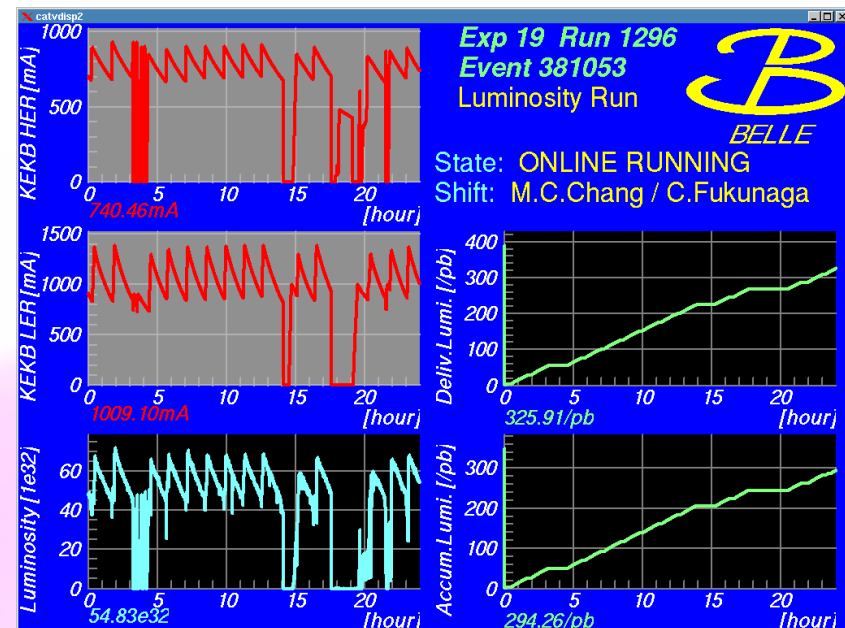 catvdisp2
KEKB HER [mA]
1000
500
0
0 5 10 15 20
740.46mA
[hour]
Exp 19 Run 1296
Event 381053
Luminosity Run
BELLE
State: ONLINE RUNNING
Shift: M.C.Chang / C.Fukunaga
KEKB LER [mA]
1500
1000
500
0
0 5 10 15 20
1009.10mA
[hour]
Deliv.Lumi. [/pb]
400
300
200
100
0
0 5 10 15 20
325.91/pb
[hour]
Luminosity [1e32]
60
40
20
0
0 5 10 15 20
54.83e32
[hour]
Accum.Lumi. [/pb]
300
200
100
0
0 5 10 15 20
294.26/pb
[hour]